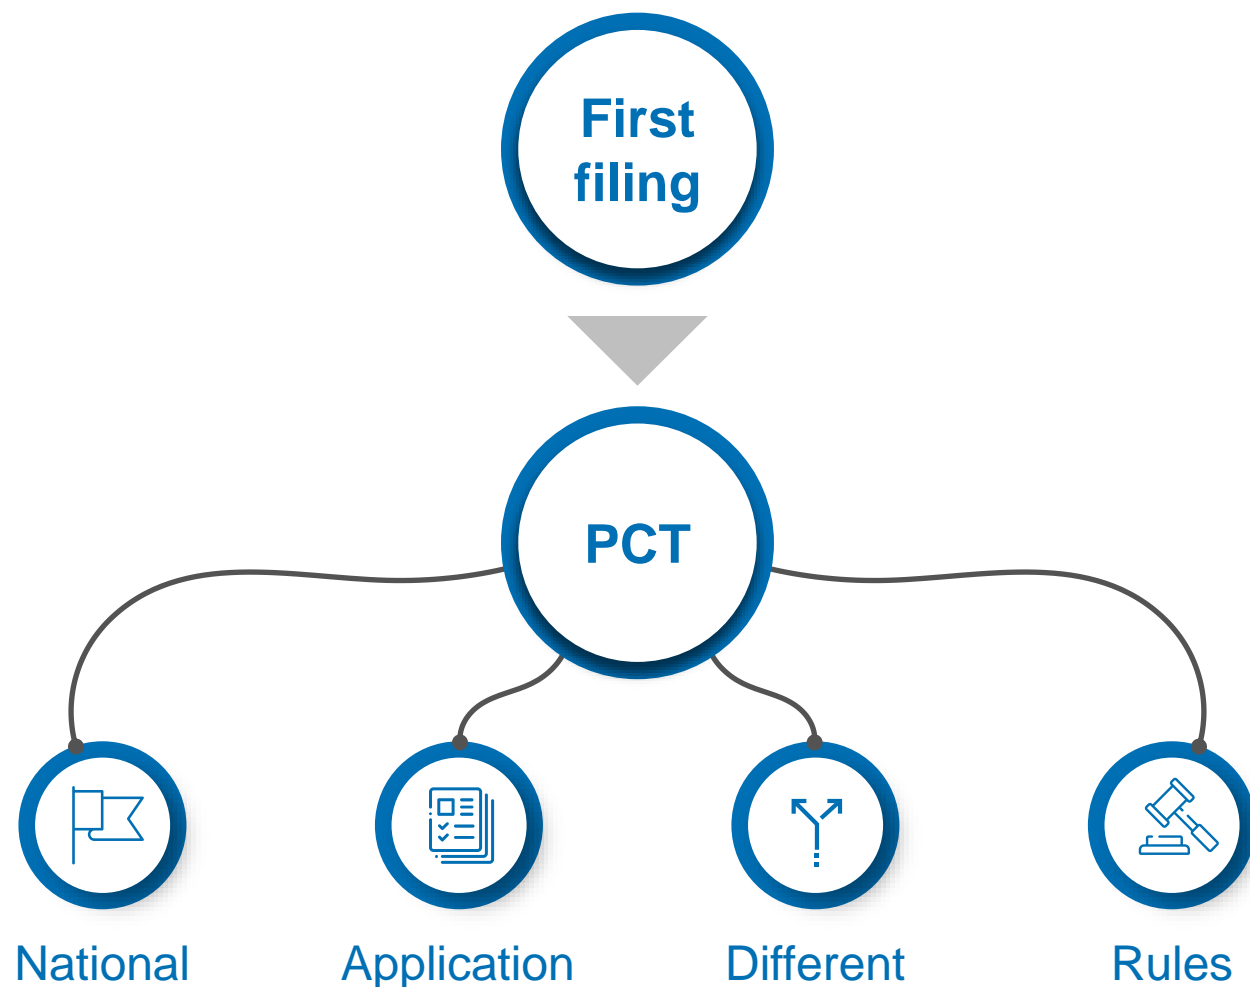 First
filing
PCT
National
Application
Different
Rules